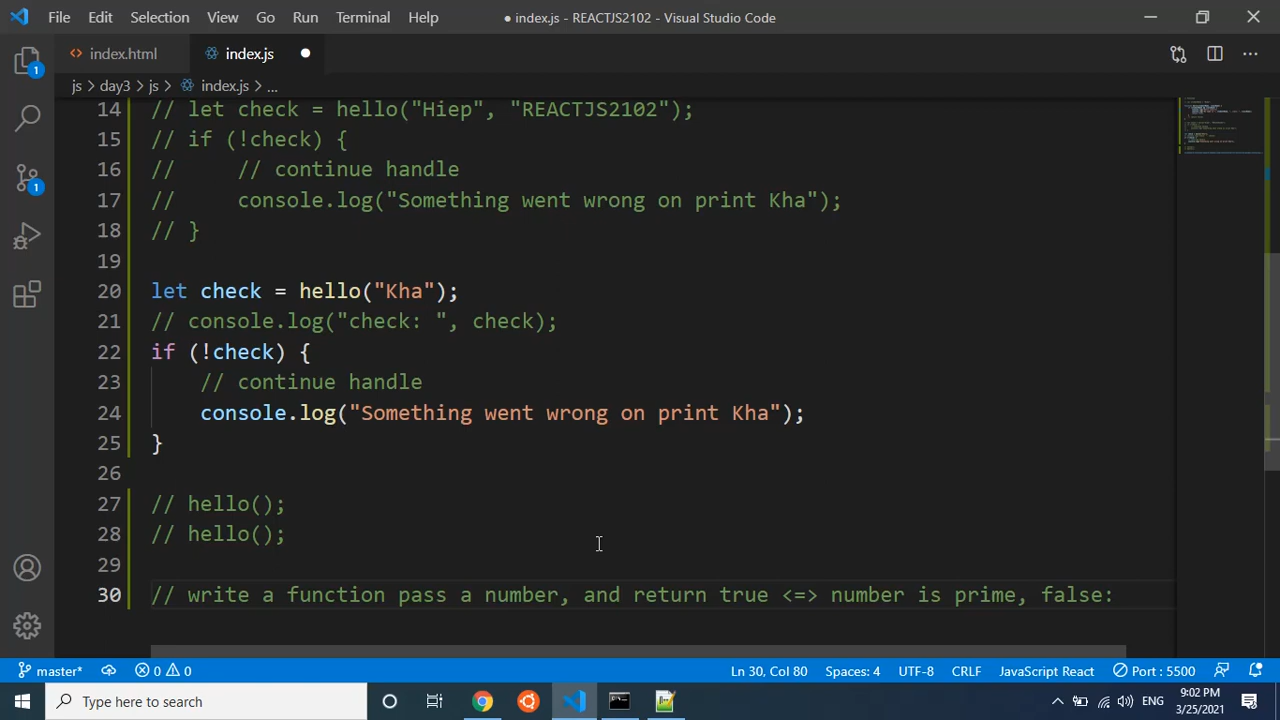 File Edit Selection View Go Run Terminal Help
● index.js - REACTJS2102 - Visual Studio Code
index.html index.js ●
js > day3 > js > index.js > ...
14 // let check = hello("Hiep", "REACTJS2102");
15 // if (!check) {
16 //     // continue handle
17 //     console.log("Something went wrong on print Kha");
18 // }
19
20 let check = hello("Kha");
21 // console.log("check: ", check);
22 if (!check) {
23     // continue handle
24     console.log("Something went wrong on print Kha");
25 }
26
27 // hello();
28 // hello();
29
30 // write a function pass a number, and return true <=> number is prime, false:
1
1
master* 0 0 Ln 30, Col 80 Spaces: 4 UTF-8 CRLF JavaScript React Port : 5500
Type here to search
ENG 9:02 PM
3/25/2021